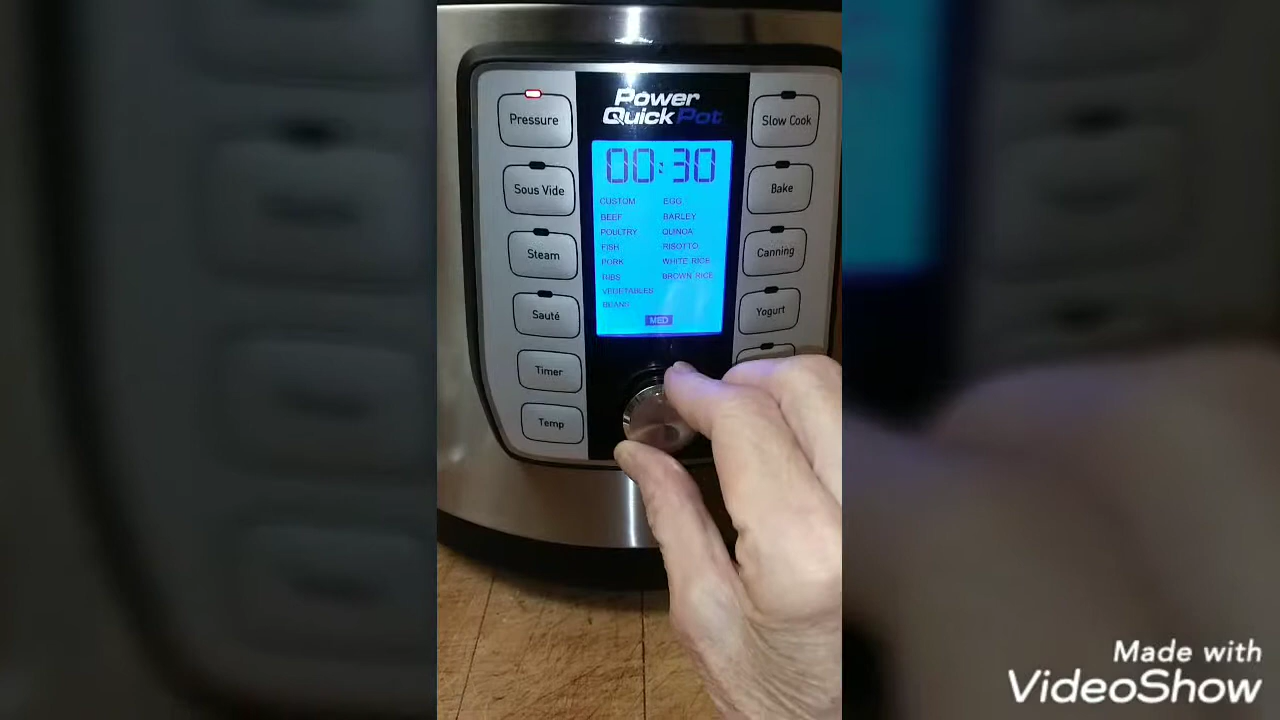 Power
QuickPot
00:30
CUSTOM EGG
BEEF BARLEY
POULTRY QUINOA
FISH RISOTTO
PORK WHITE RICE
RIBS BROWN RICE
VEGETABLES
BEANS
MED
Pressure
Sous Vide
Steam
Sauté
Timer
Temp
Slow Cook
Bake
Canning
Yogurt
Made with
VideoShow